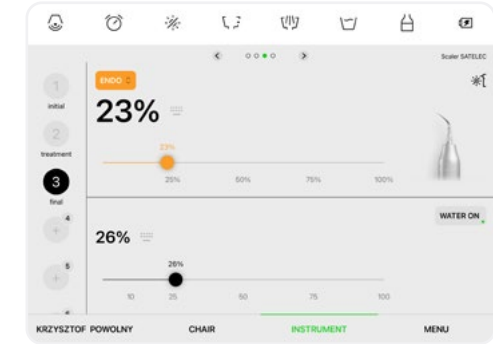 Scaler SATELEC
1
initial
2
treatment
3
final
4
5
ENDO
23%
23%
25%
50%
75%
100%
WATER ON
26%
26%
10
25
50
75
100
KRZYSZTOF POWOLNY
CHAIR
INSTRUMENT
MENU